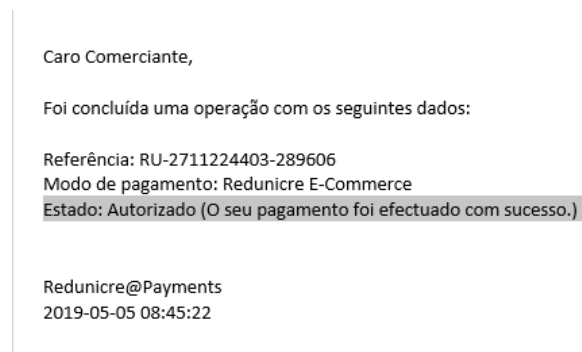 Caro Comerciante,
Foi concluída uma operação com os seguintes dados:
Referência: RU-2711224403-289606
Modo de pagamento: Redunicre E-Commerce
Estado: Autorizado (O seu pagamento foi efectuado com sucesso.)
Redunicre@Payments
2019-05-05 08:45:22